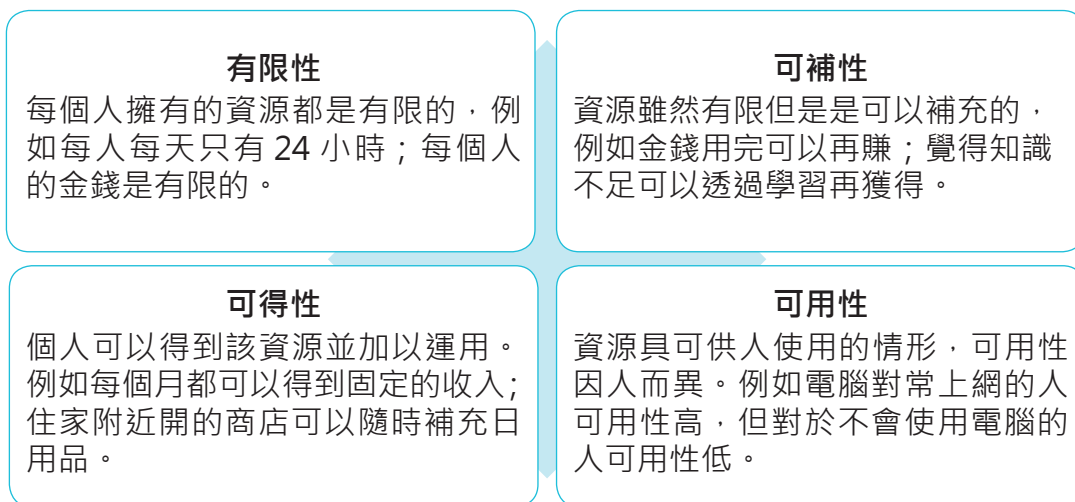 有限性
每個人擁有的資源都是有限的，例
如每人每天只有 24 小時；每個人
的金錢是有限的。
可補性
資源雖然有限但是是可以補充的，
例如金錢用完可以再賺；覺得知識
不足可以透過學習再獲得。
可得性
個人可以得到該資源並加以運用。
例如每個月都可以得到固定的收入；
住家附近開的商店可以隨時補充日
用品。
可用性
資源具可供人使用的情形，可用性
因人而異。例如電腦對常上網的人
可用性高，但對於不會使用電腦的
人可用性低。